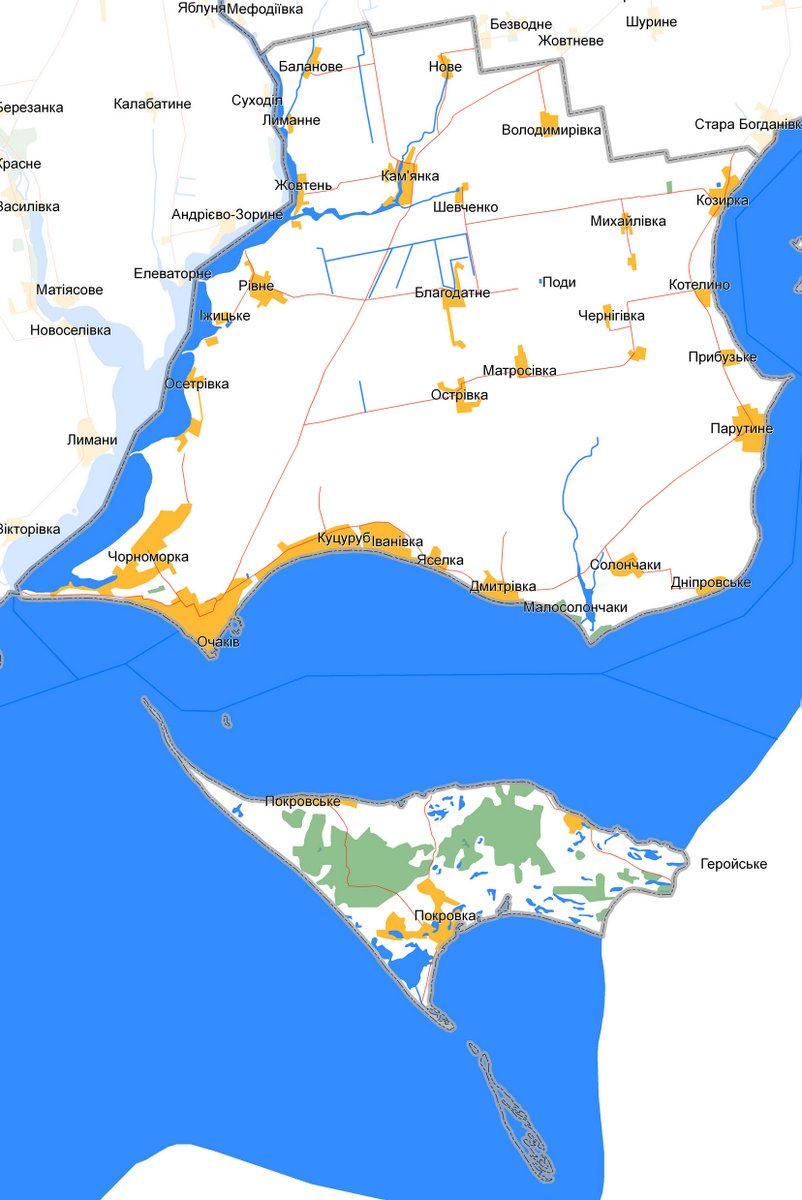 Яблуня
Мефодіївка
Безводне
Шурине
Жовтневе
Баланове
Нове
Березанка
Калабатине
Суходіл
Лиманне
Володимирівка
Стара Богданівк
Красне
Кам'янка
Жовтень
Василівка
Шевченко
Козирка
Андрієво-Зорине
Михайлівка
Елеваторне
Матіясове
Рівне
Благодатне
Поди
Котелино
Їжицьке
Чернігівка
Новоселівка
Прибузьке
Матросівка
Осетрівка
Острівка
Лимани
Парутине
Вікторівка
Куцуруб
Іванівка
Чорноморка
Яселка
Солончаки
Дмитрівка
Дніпровське
Малосолончаки
Очаків
Покровське
Геройське
Покровка